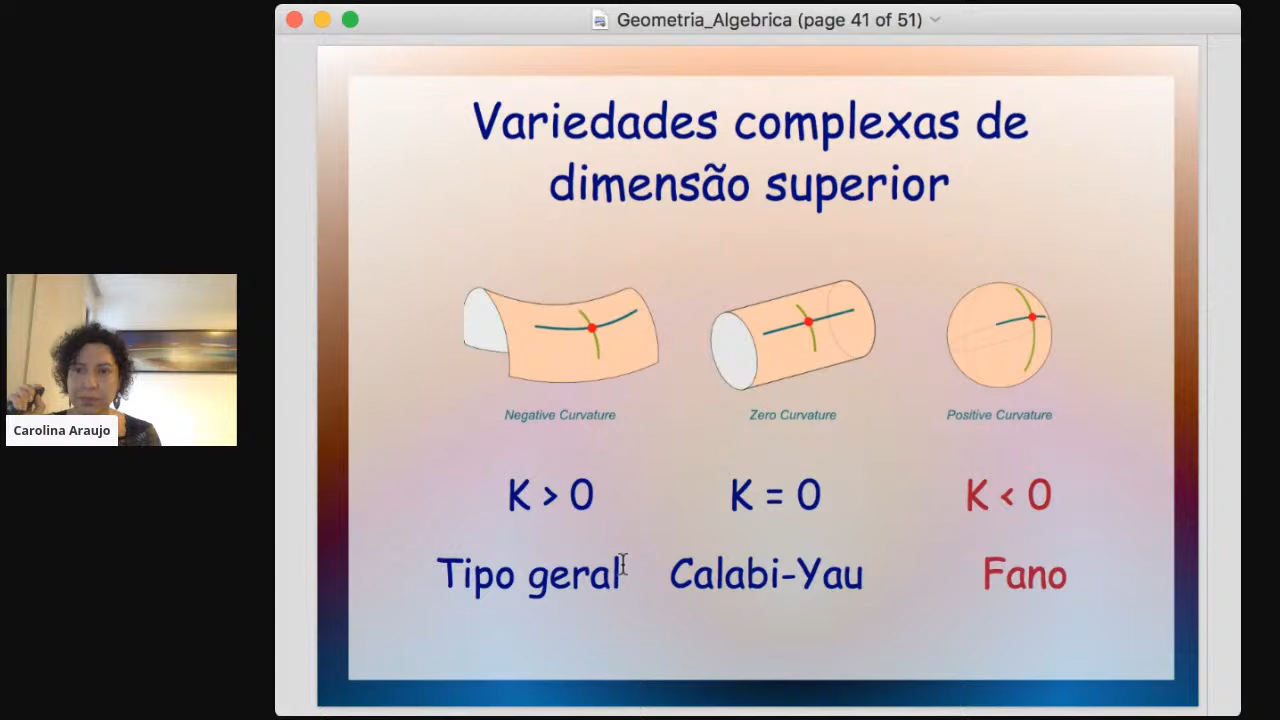 Geometria_Algebrica (page 41 of 51)
Variedades complexas de
dimensão superior
Negative Curvature
Zero Curvature
Positive Curvature
K > 0
K = 0
K < 0
Tipo geral
Calabi-Yau
Fano
Carolina Araujo